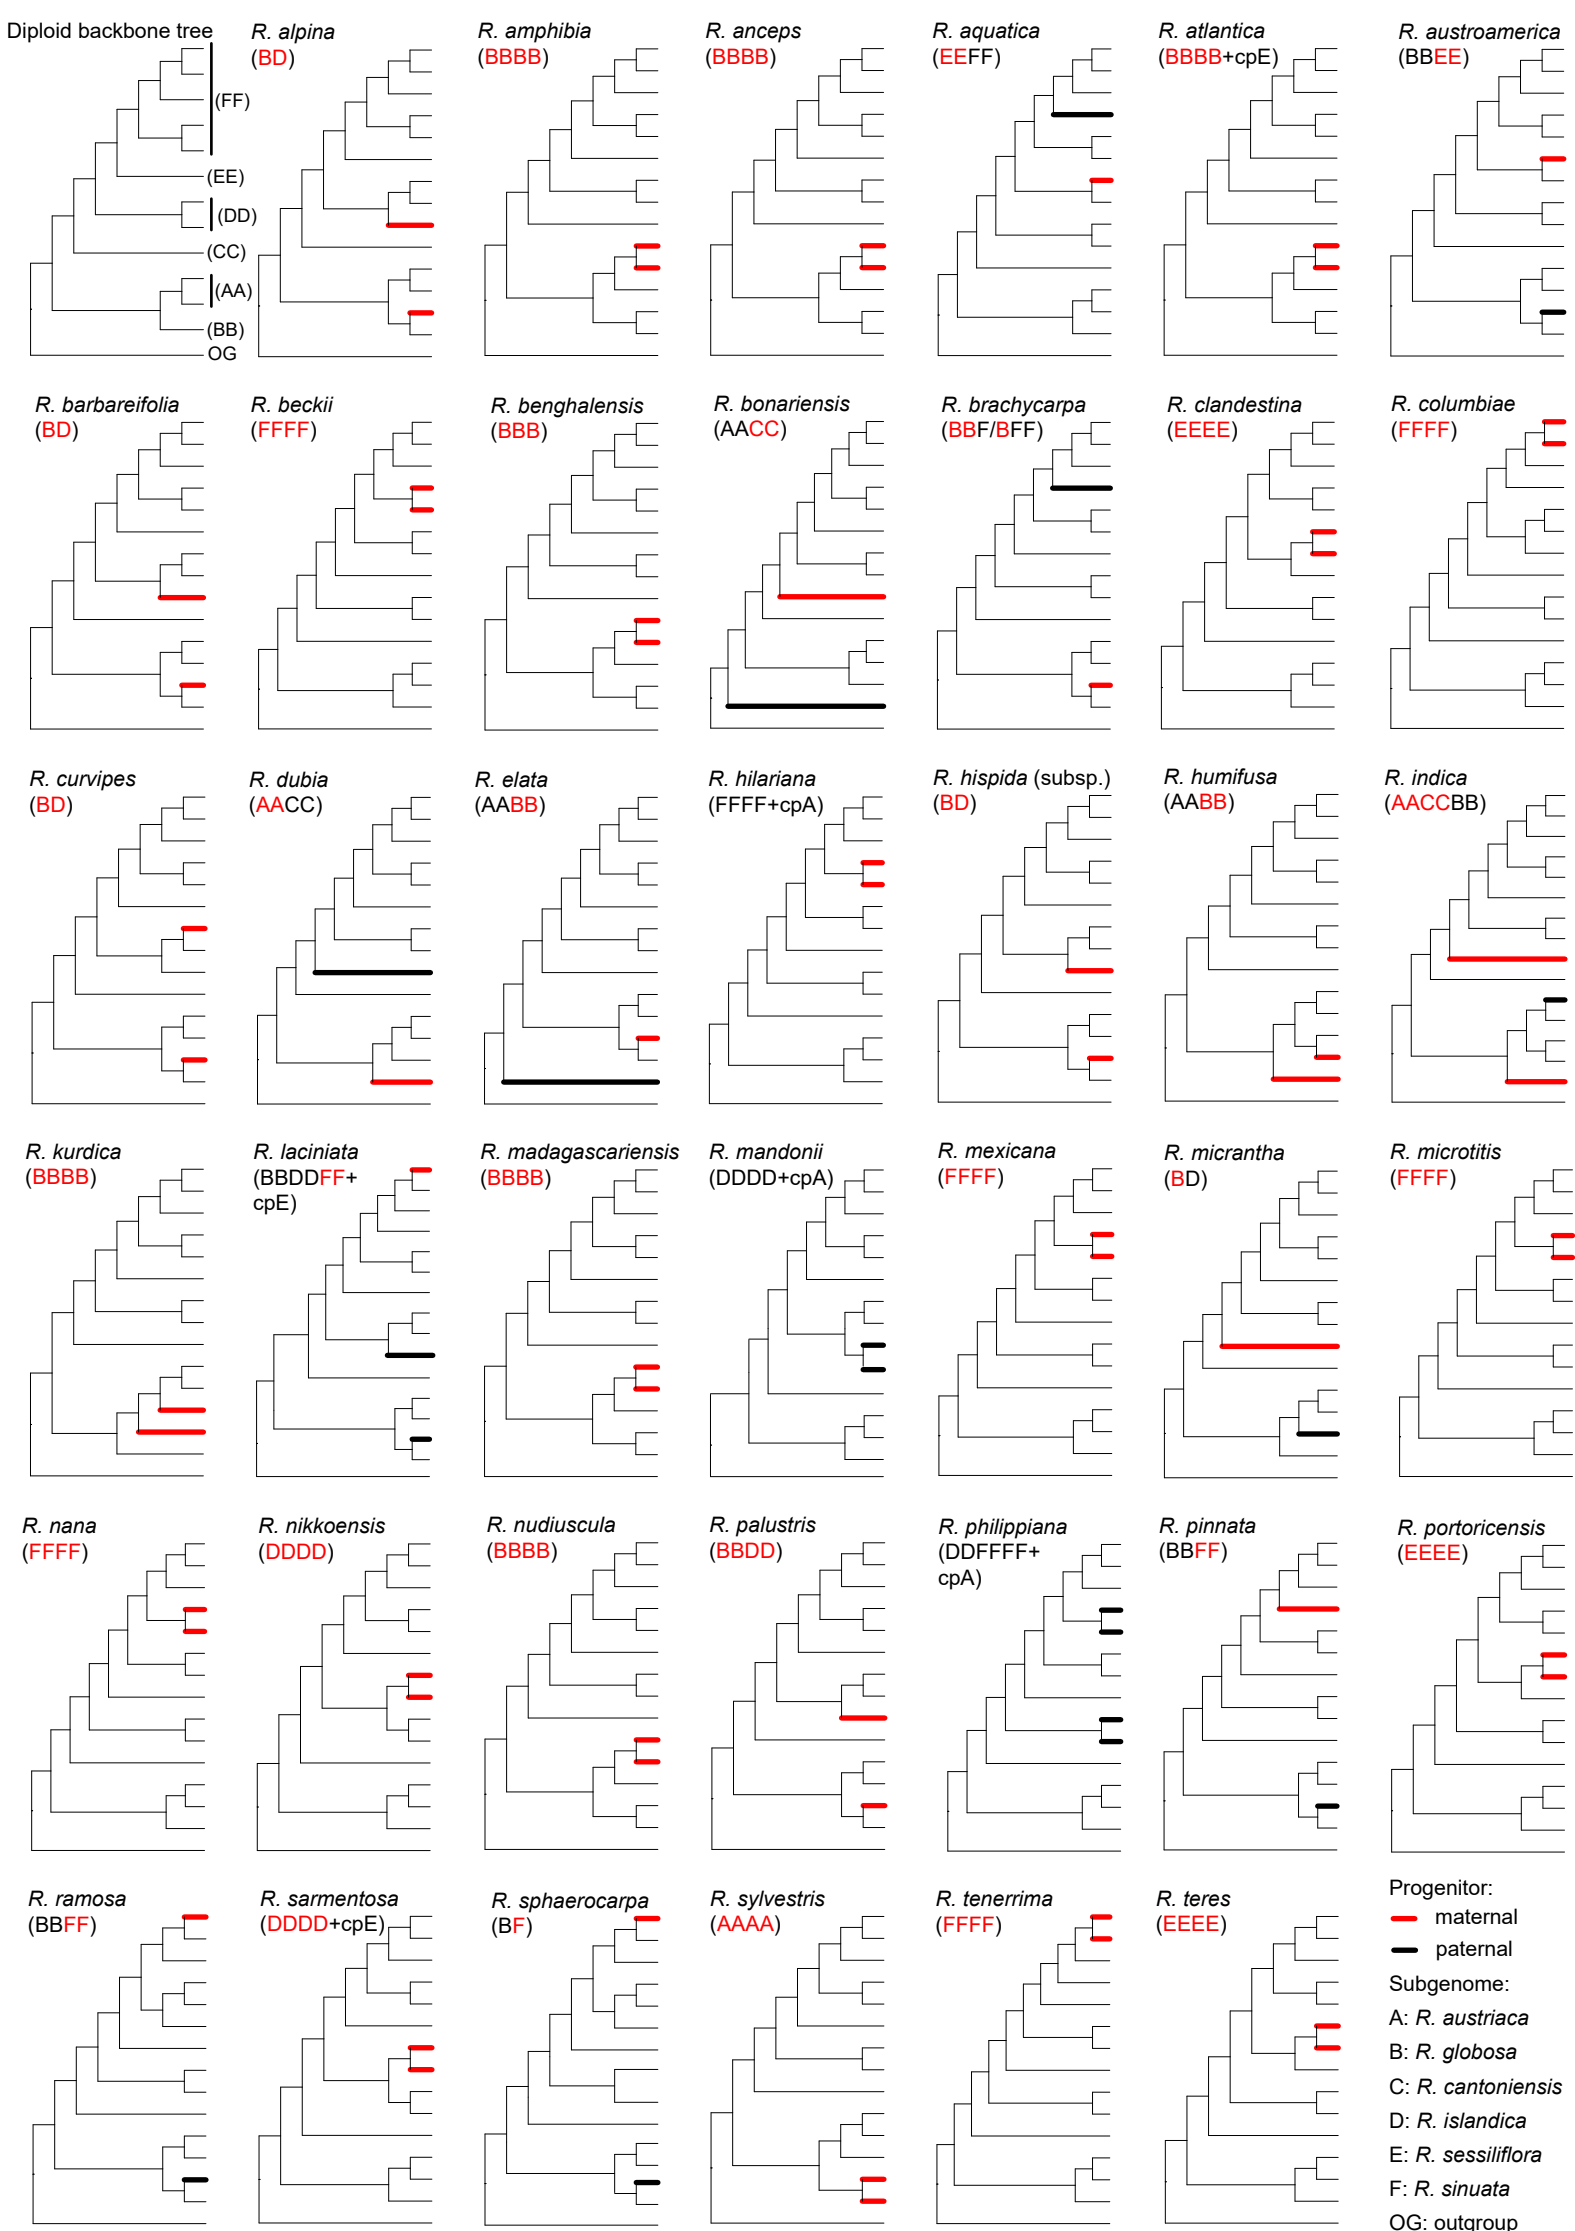 Diploid backbone tree
(FF)
(EE)
(DD)
(CC)
(AA)
(BB)
OG
R. alpina
(BD)
R. amphibia
(BBBB)
R. anceps
(BBBB)
R. aquatica
(EEFF)
R. atlantica
(BBBB+cpE)
R. austroamerica
(BBEE)
R. barbareifolia
(BD)
R. beckii
(FFFF)
R. benghalensis
(BBB)
R. bonariensis
(AACC)
R. brachycarpa
(BBF/BFF)
R. clandestina
(EEEE)
R. columbiae
(FFFF)
R. curvipes
(BD)
R. dubia
(AACC)
R. elata
(AABB)
R. hilariana
(FFFF+cpA)
R. hispida (subsp.)
(BD)
R. humifusa
(AABB)
R. indica
(AACCBB)
R. kurdica
(BBBB)
R. laciniata
(BBDDFF+
cpE)
R. madagascariensis
(BBBB)
R. mandonii
(DDDD+cpA)
R. mexicana
(FFFF)
R. micrantha
(BD)
R. microtitis
(FFFF)
R. nana
(FFFF)
R. nikkoensis
(DDDD)
R. nudiuscula
(BBBB)
R. palustris
(BBDD)
R. philippiana
(DDFFFF+
cpA)
R. pinnata
(BBFF)
R. portoricensis
(EEEE)
R. ramosa
(BBFF)
R. sarmentosa
(DDDD+cpE)
R. sphaerocarpa
(BF)
R. sylvestris
(AAAA)
R. tenerrima
(FFFF)
R. teres
(EEEE)
Progenitor:
maternal
paternal
Subgenome:
A: R. austriaca
B: R. globosa
C: R. cantoniensis
D: R. islandica
E: R. sessiliflora
F: R. sinuata
OG: outgroup